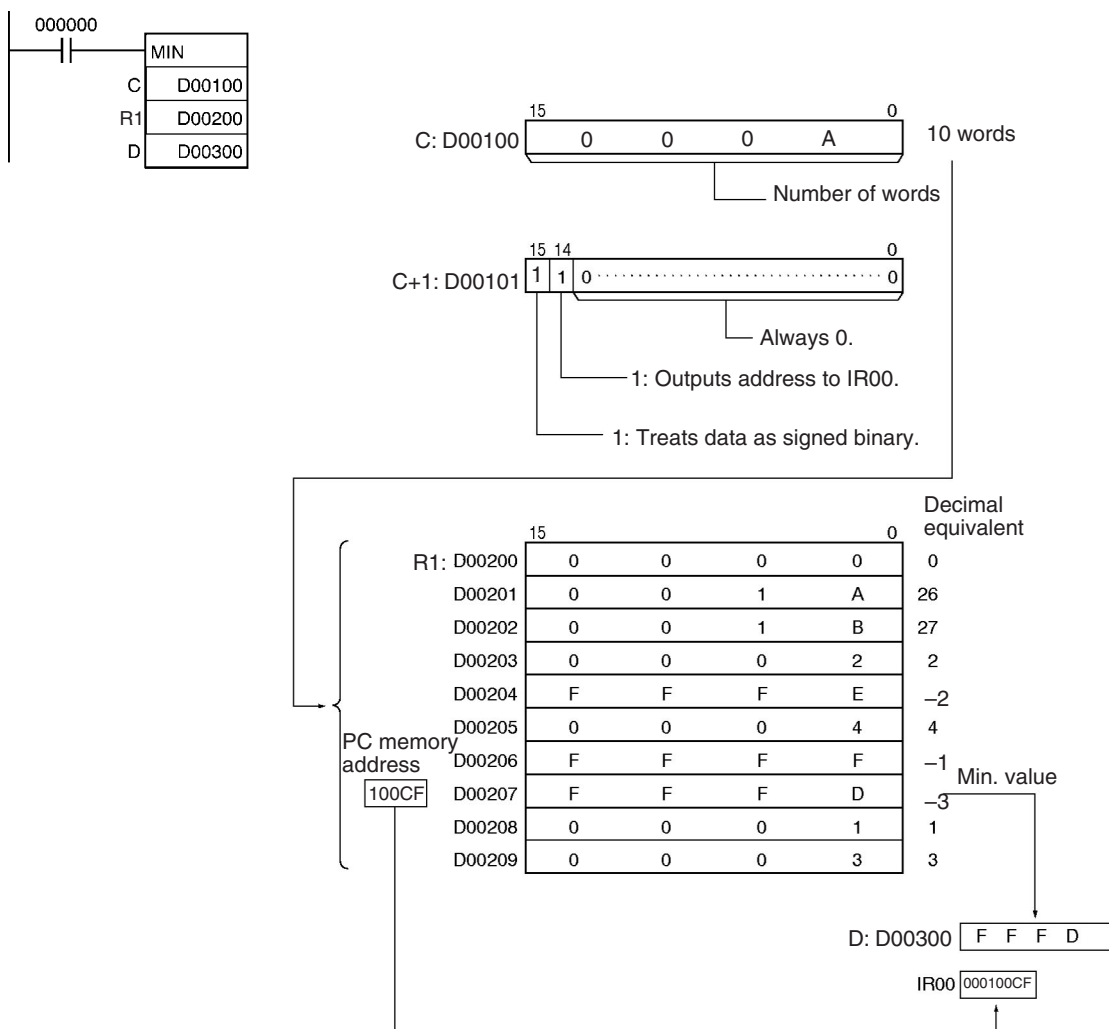 000000
MIN
C D00100
R1 D00200
D D00300
15 0
C: D00100 0 0 0 A 10 words
Number of words
15 14 0
C+1: D00101 1 1 0 ································ 0
Always 0.
1: Outputs address to IR00.
1: Treats data as signed binary.
Decimal
equivalent
15 0
R1: D00200 0 0 0 0 0
D00201 0 0 1 A 26
D00202 0 0 1 B 27
D00203 0 0 0 2 2
D00204 F F F E –2
D00205 0 0 0 4 4
PC memory
address
D00206 F F F F –1
Min. value
100CF D00207 F F F D –3
D00208 0 0 0 1 1
D00209 0 0 0 3 3
D: D00300 F F F D
IR00 000100CF